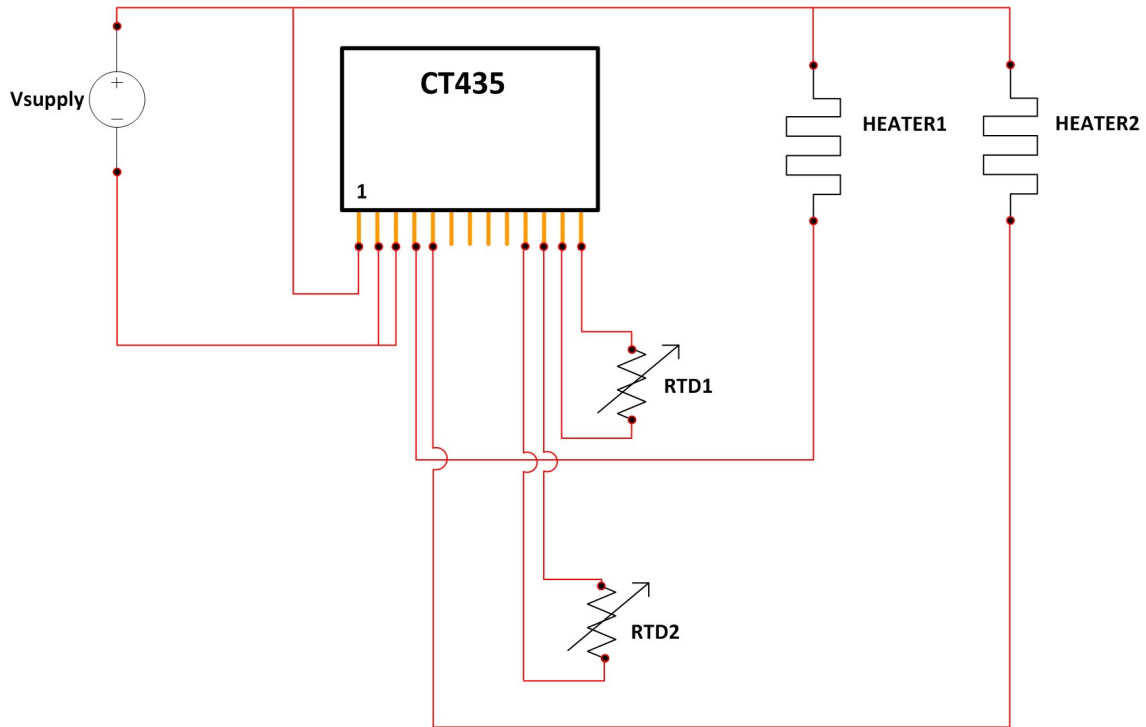 CT435
+
Vsupply
−
HEATER1
HEATER2
1
RTD1
RTD2